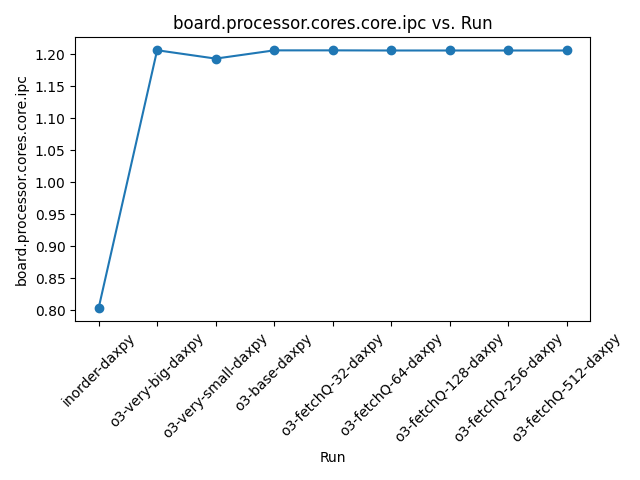 board.processor.cores.core.ipc vs. Run
board.processor.cores.core.ipc
1.20
1.15
1.10
1.05
1.00
0.95
0.90
0.85
0.80
inorder-daxpy
o3-very-big-daxpy
o3-very-small-daxpy
o3-base-daxpy
o3-fetchQ-32-daxpy
o3-fetchQ-64-daxpy
o3-fetchQ-128-daxpy
o3-fetchQ-256-daxpy
o3-fetchQ-512-daxpy
Run